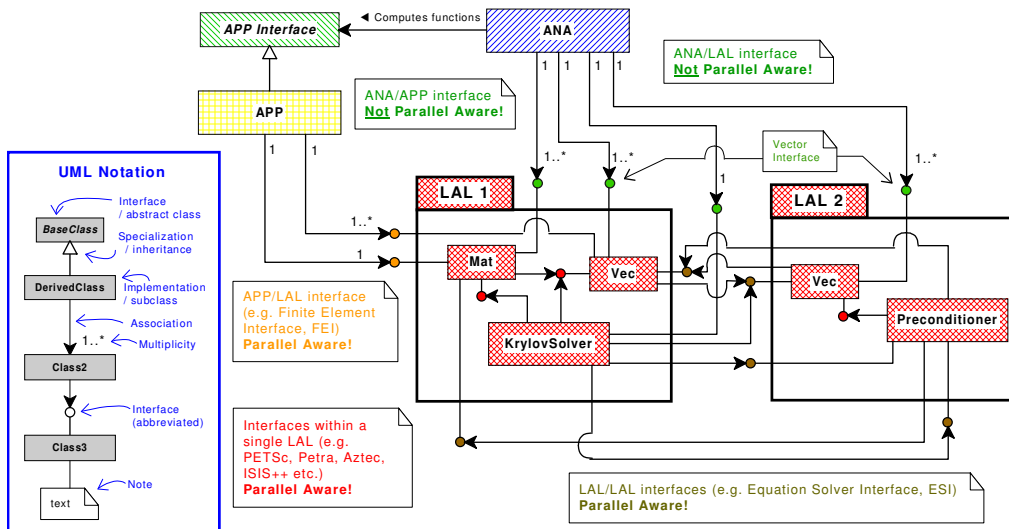 APP Interface
◄ Computes functions
ANA
1
1
1
1
ANA/LAL interface
Not Parallel Aware!
ANA/APP interface
Not Parallel Aware!
APP
1
1
Vector
Interface
1..*
1..*
1
1..*
UML Notation
Interface
/ abstract class
BaseClass
Specialization
/ inheritance
DerivedClass
Implementation
/ subclass
Association
1..*
Multiplicity
Class2
Interface
(abbreviated)
Class3
Note
text
LAL 1
LAL 2
1..*
1
Mat
Vec
Vec
KrylovSolver
Preconditioner
APP/LAL interface
(e.g. Finite Element
Interface, FEI)
Parallel Aware!
Interfaces within a
single LAL (e.g.
PETSc, Petra, Aztec,
ISIS++ etc.)
Parallel Aware!
LAL/LAL interfaces (e.g. Equation Solver Interface, ESI)
Parallel Aware!